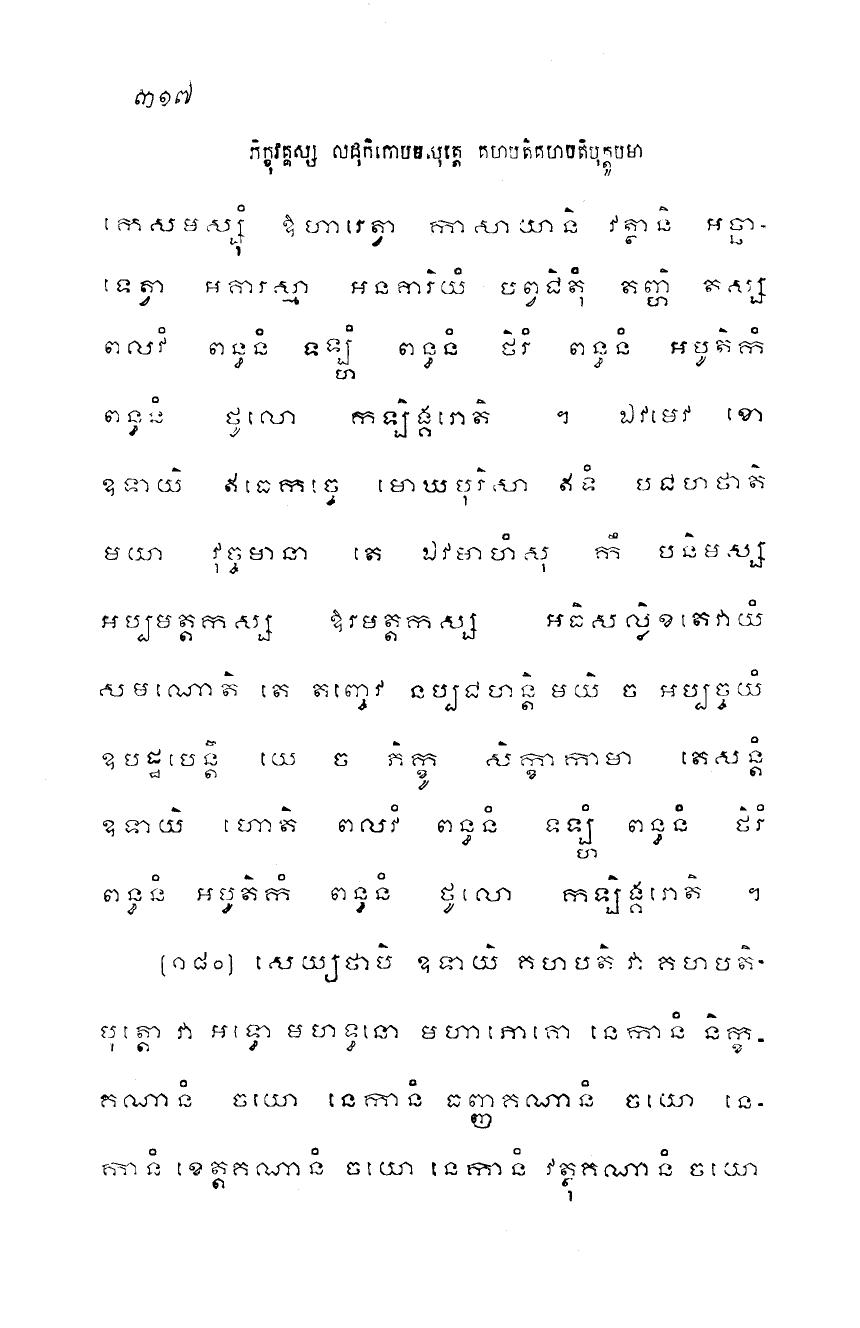 ៣១៧
ភិក្ខុវគ្គស្ស លដុកិកោបមសុត្តេ គហបតិគហបតិបុត្តូបមា
កេសមស្សុំ ឱហារេត្វា កាសាយានិ វត្ថានិ អច្ឆា-
ទេត្វា អគារស្មា អនគារិយំ បព្វជិតុំ តញ្ហិ តស្ស
ពលវំ ពន្ធនំ ទឡ្ហំ ពន្ធនំ ថិរំ ពន្ធនំ អបូតិកំ
ពន្ធនំ ថូលោ កឡិង្គរោតិ ។ ឯវមេវ ខោ
ឧទាយិ ឥធេកច្ចេ មោឃបុរិសា ឥទំ បជហថាតិ
មយា វុច្ចមានា តេ ឯវមាហំសុ កឹ បនិមស្ស
អប្បមត្តកស្ស ឱរមត្តកស្ស អធិសល្លិខតេវាយំ
សមណោតិ តេ តញ្ចេវ នប្បជហន្តិ មយិ ច អប្បច្ចយំ
ឧបដ្ឋបេន្តិ៍ យេ ច ភិក្ខូ សិក្ខាកាមា តេសន្តំ
ឧទាយិ ហោតិ ពលវំ ពន្ធនំ ទឡ្ហំ ពន្ធនំ ថិរំ
ពន្ធនំ អបូតិកំ ពន្ធនំ ថូលោ កឡិង្គរោតិ ។
[១៨០] សេយ្យថាបិ ឧទាយិ គហបតិ វា គហបតិ-
បុត្តោ វា អឌ្ឍោ មហទ្ធនោ មហាភោគោ នេកានំ និក្ខ-
គណានំ ចយោ នេកានំ ធញ្ញគណានំ ចយោ នេ-
កានំ ខេត្តគណានំ ចយោ នេកានំ វត្ថុគណានំ ចយោ